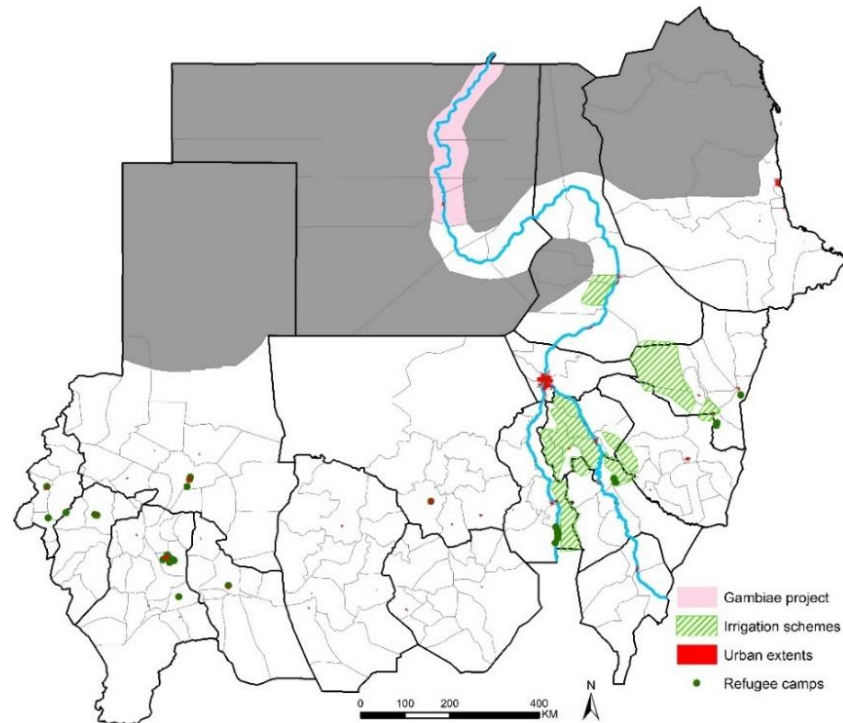 Gambiae project
Irrigation schemes
Urban extents
Refugee camps
0 100 200 400
KM
N